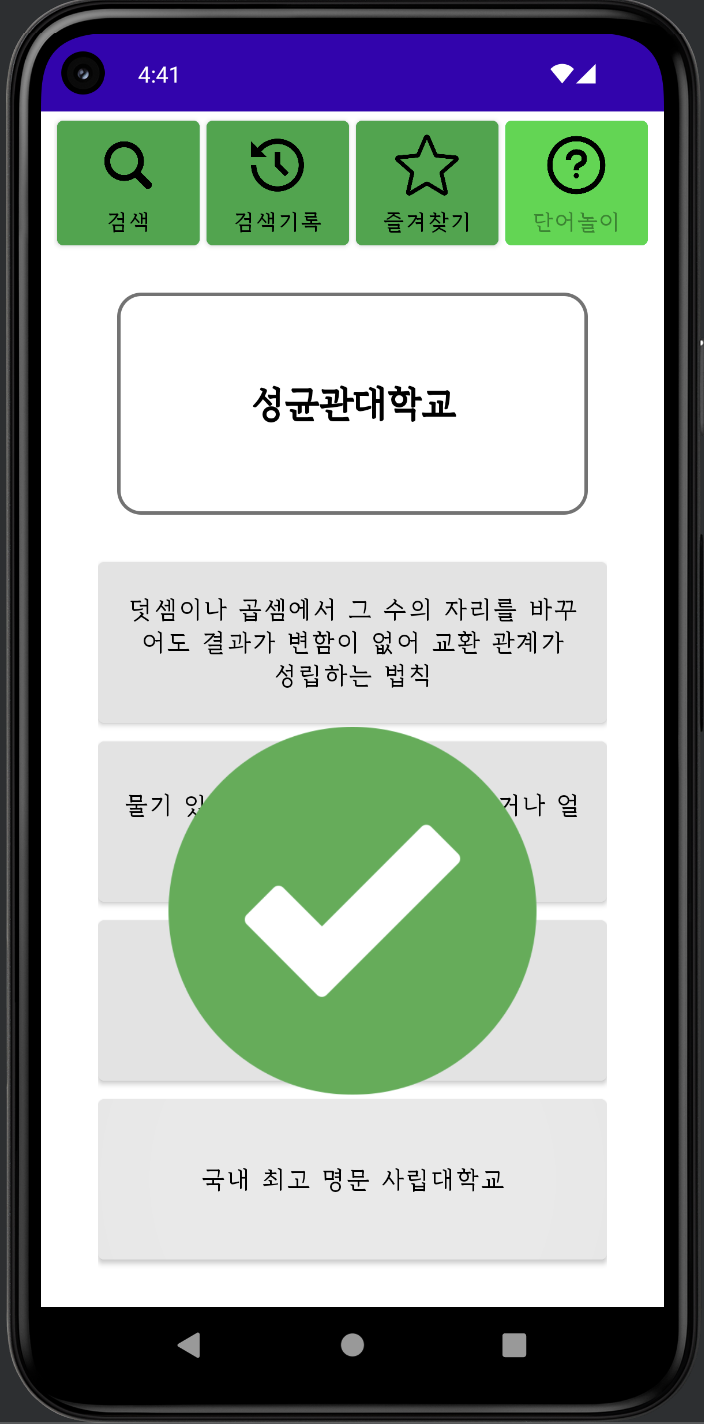 4:41
검색
검색기록
즐겨찾기
단어놀이
성균관대학교
덧셈이나 곱셈에서 그 수의 자리를 바꾸
어도 결과가 변함이 없어 교환 관계가
성립하는 법칙
물기 거나 얼
국내 최고 명문 사립대학교